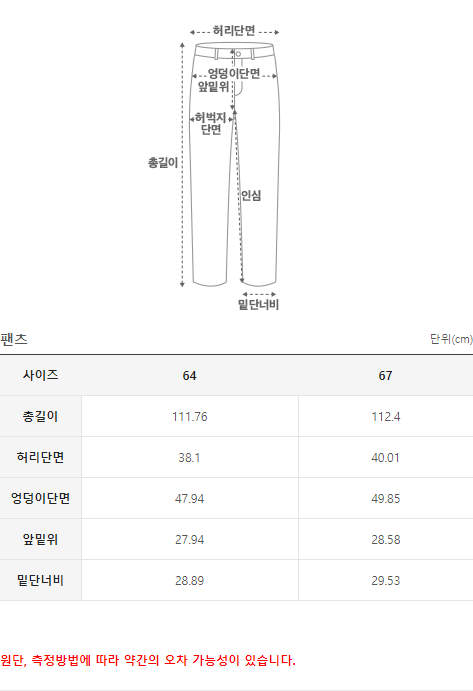 허리단면
엉덩이단면
앞밑위
허벅지
단면
총길이
인심
밑단너비
팬츠 단위(cm)
사이즈 64 67
총길이 111.76 112.4
허리단면 38.1 40.01
엉덩이단면 47.94 49.85
앞밑위 27.94 28.58
밑단너비 28.89 29.53
원단, 측정방법에 따라 약간의 오차 가능성이 있습니다.